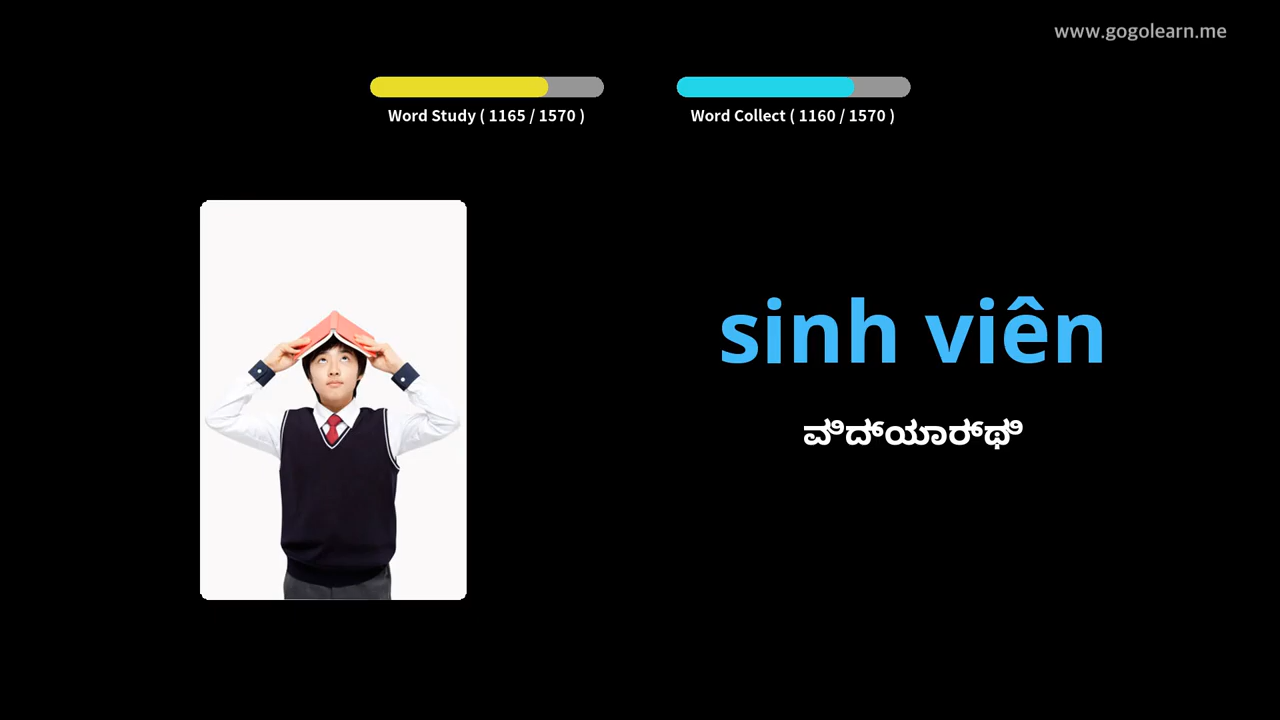 www.gogolearn.me
Word Study ( 1165 / 1570 )
Word Collect ( 1160 / 1570 )
sinh viên
ವಿದ್ಯಾರ್ಥಿ